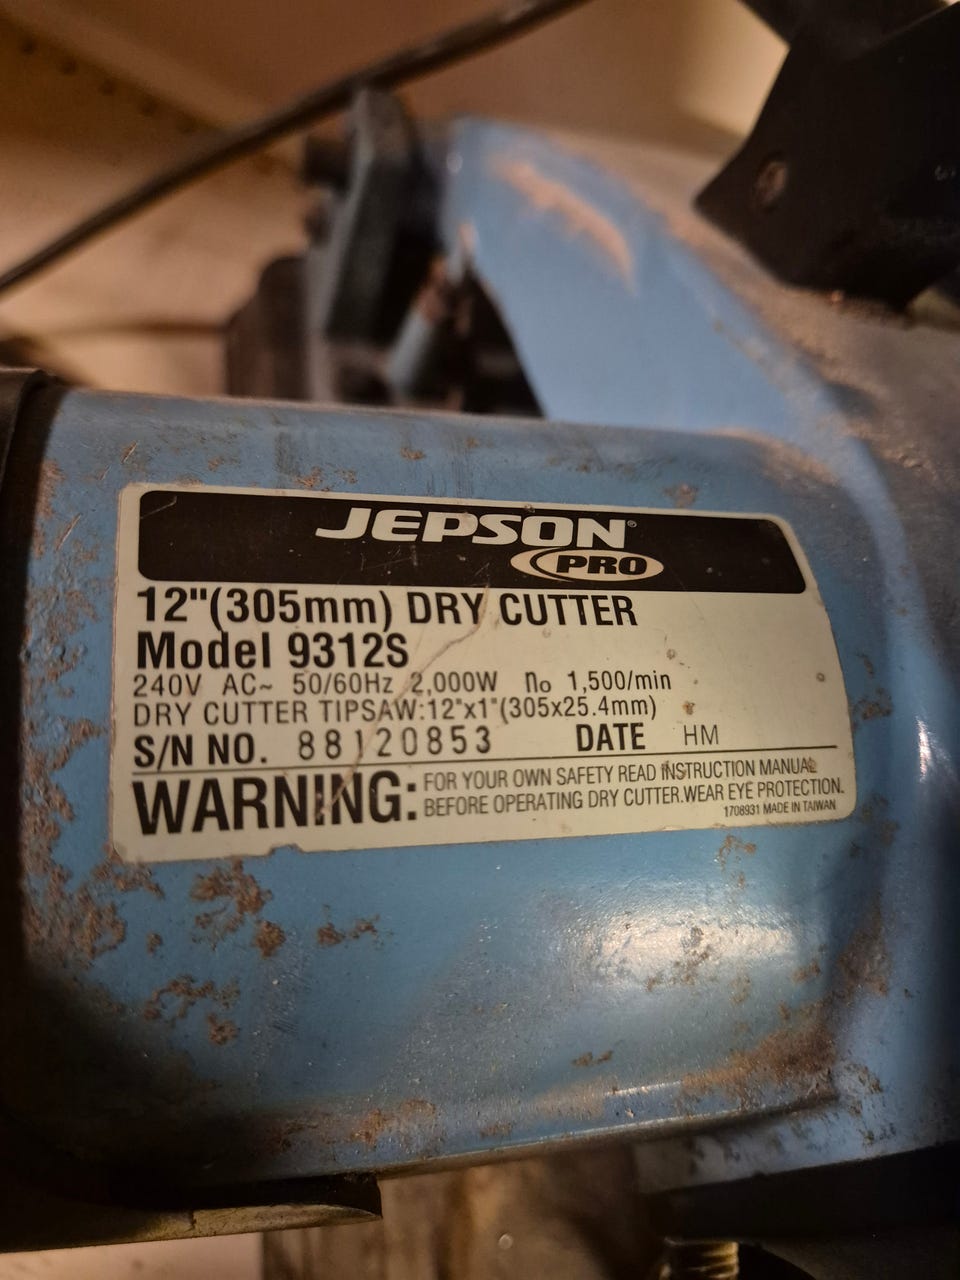 JEPSON®
PRO
12"(305mm) DRY CUTTER
Model 9312S
240V AC~ 50/60Hz 2,000W no 1,500/min
DRY CUTTER TIPSAW:12"x1"(305x25.4mm)
S/N NO. 88120853 DATE HM
WARNING: FOR YOUR OWN SAFETY READ INSTRUCTION MANUAL
BEFORE OPERATING DRY CUTTER.WEAR EYE PROTECTION.
1708931 MADE IN TAIWAN